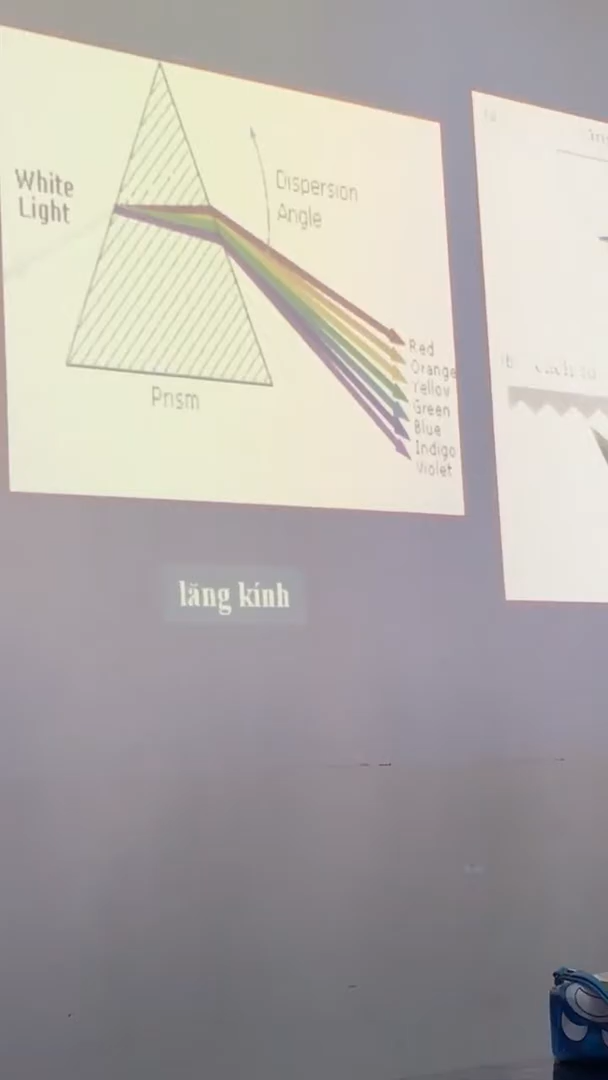 White
Light
Dispersion
Angle
Prism
Red
Orange
Yellow
Green
Blue
Indigo
Violet
lăng kính